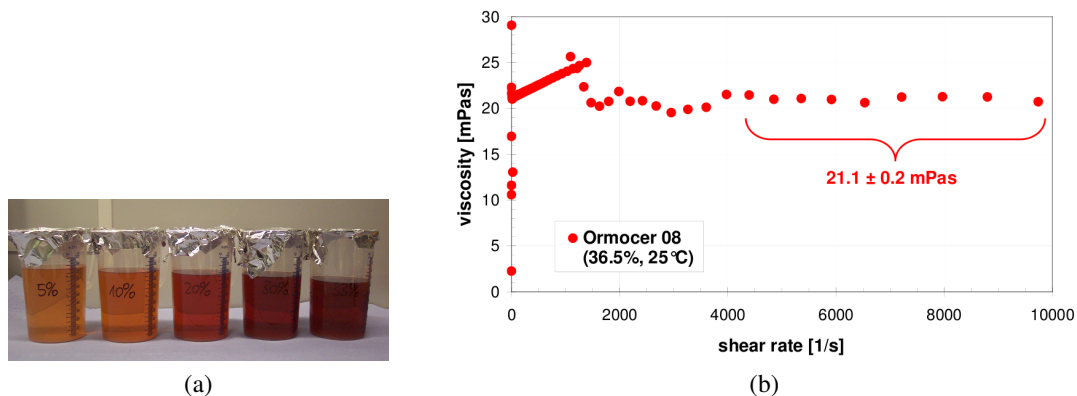 30
25
20
15
10
5
0
viscosity [mPas]
21.1 ± 0.2 mPas
Ormocer 08
(36.5%, 25°C)
0 2000 4000 6000 8000 10000
shear rate [1/s]
5% 10% 20% 30%
(a) (b)